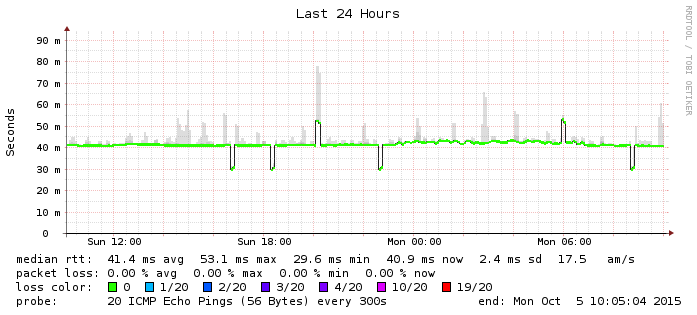 Last 24 Hours
RRDTOOL / TOBI OETIKER
Seconds
90 m
80 m
70 m
60 m
50 m
40 m
30 m
20 m
10 m
0
Sun 12:00 Sun 18:00 Mon 00:00 Mon 06:00
median rtt: 41.4 ms avg 53.1 ms max 29.6 ms min 40.9 ms now 2.4 ms sd 17.5 am/s
packet loss: 0.00 % avg 0.00 % max 0.00 % min 0.00 % now
loss color: 0 1/20 2/20 3/20 4/20 10/20 19/20
probe: 20 ICMP Echo Pings (56 Bytes) every 300s end: Mon Oct 5 10:05:04 2015